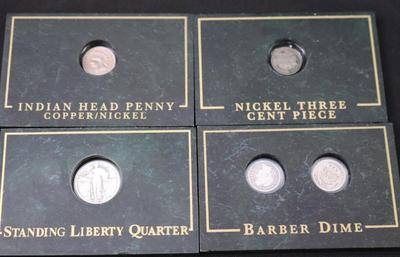 INDIAN HEAD PENNY
COPPER/NICKEL
NICKEL THREE
CENT PIECE
STANDING LIBERTY QUARTER
BARBER DIME